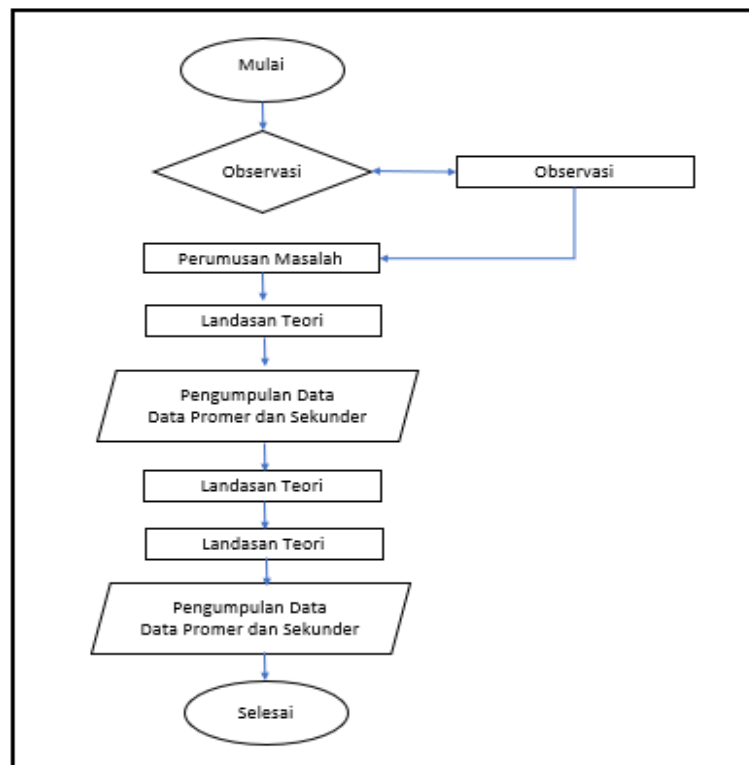 Mulai
Observasi
Observasi
Perumusan Masalah
Landasan Teori
Pengumpulan Data
Data Promer dan Sekunder
Landasan Teori
Landasan Teori
Pengumpulan Data
Data Promer dan Sekunder
Selesai